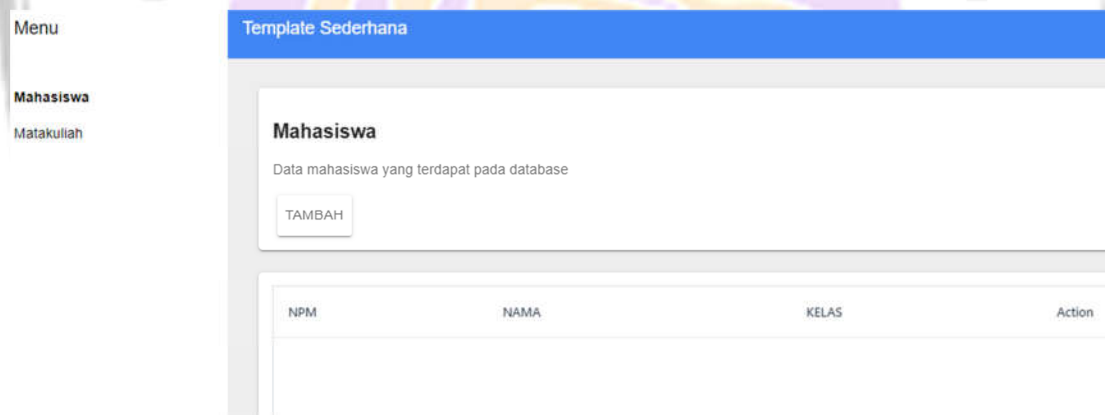 Menu
Template Sederhana
Mahasiswa
Matakuliah
Mahasiswa
Data mahasiswa yang terdapat pada database
TAMBAH
NPM NAMA KELAS Action